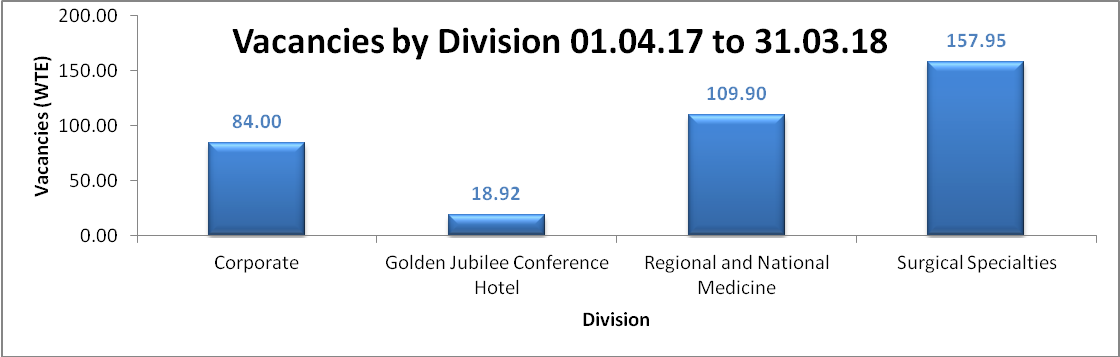 Vacancies by Division 01.04.17 to 31.03.18
Vacancies (WTE)
200.00
150.00
100.00
50.00
0.00
84.00
18.92
109.90
157.95
Corporate
Golden Jubilee Conference
Hotel
Regional and National
Medicine
Surgical Specialties
Division